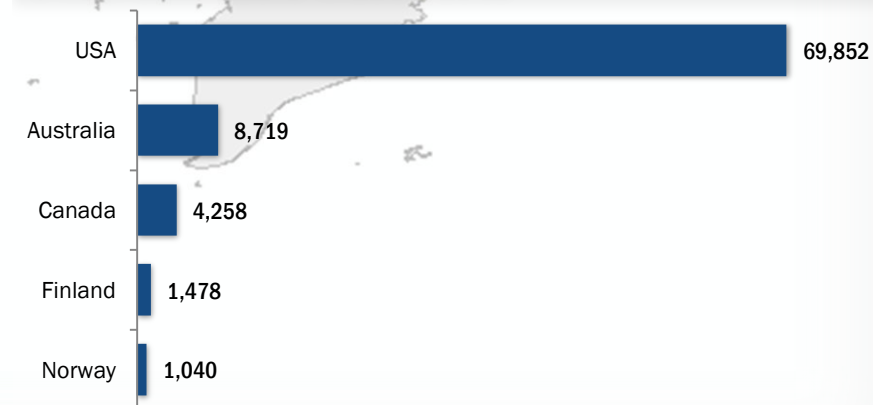 USA 69,852
Australia 8,719
Canada 4,258
Finland 1,478
Norway 1,040